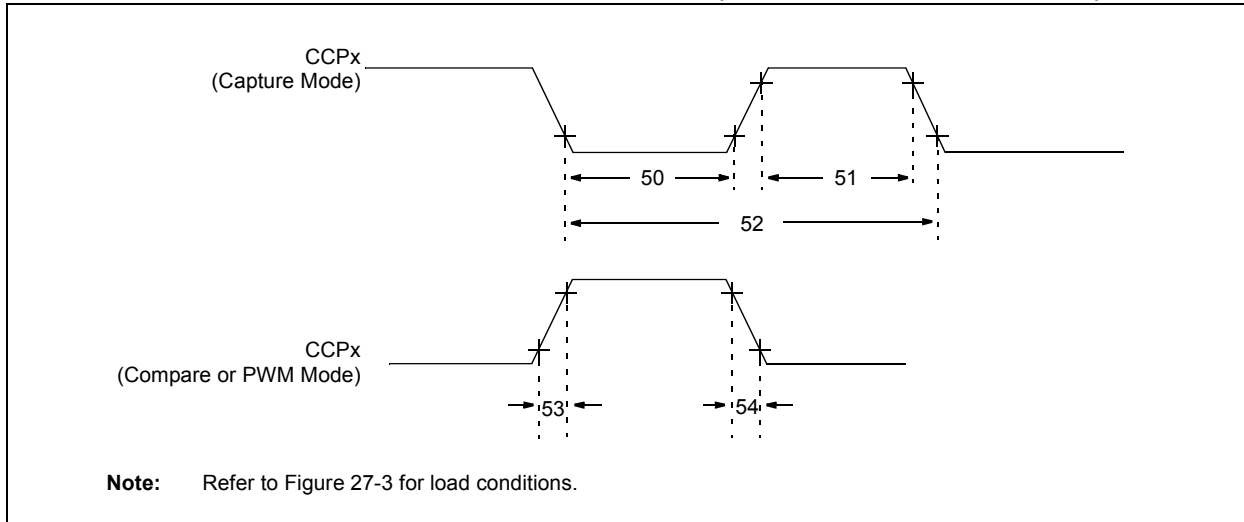 CCPx
(Capture Mode)
50
51
52
CCPx
(Compare or PWM Mode)
53
54
Note: Refer to Figure 27-3 for load conditions.